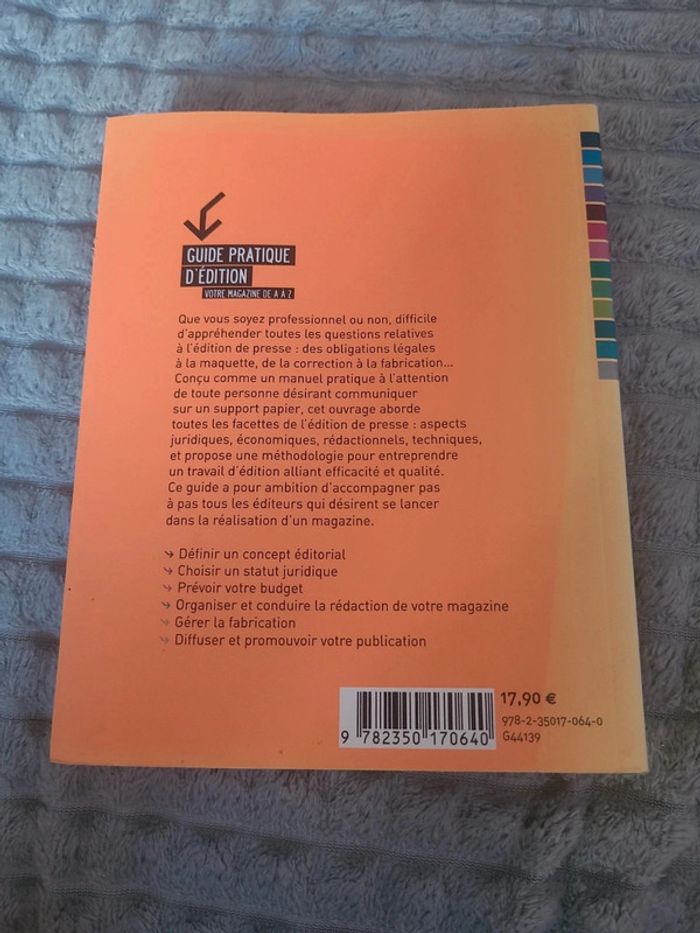 GUIDE PRATIQUE
D'ÉDITION
VOTRE MAGAZINE DE A À Z
Que vous soyez professionnel ou non, difficile
d'appréhender toutes les questions relatives
à l'édition de presse : des obligations légales
à la maquette, de la correction à la fabrication...
Conçu comme un manuel pratique à l'attention
de toute personne désirant communiquer
sur un support papier, cet ouvrage aborde
toutes les facettes de l'édition de presse : aspects
juridiques, économiques, rédactionnels, techniques,
et propose une méthodologie pour entreprendre
un travail d'édition alliant efficacité et qualité.
Ce guide a pour ambition d'accompagner pas
à pas tous les éditeurs qui désirent se lancer
dans la réalisation d'un magazine.
→ Définir un concept éditorial
→ Choisir un statut juridique
→ Prévoir votre budget
→ Organiser et conduire la rédaction de votre magazine
→ Gérer la fabrication
→ Diffuser et promouvoir votre publication
17,90 €
978-2-35017-064-0
G44139
9 782350 170640